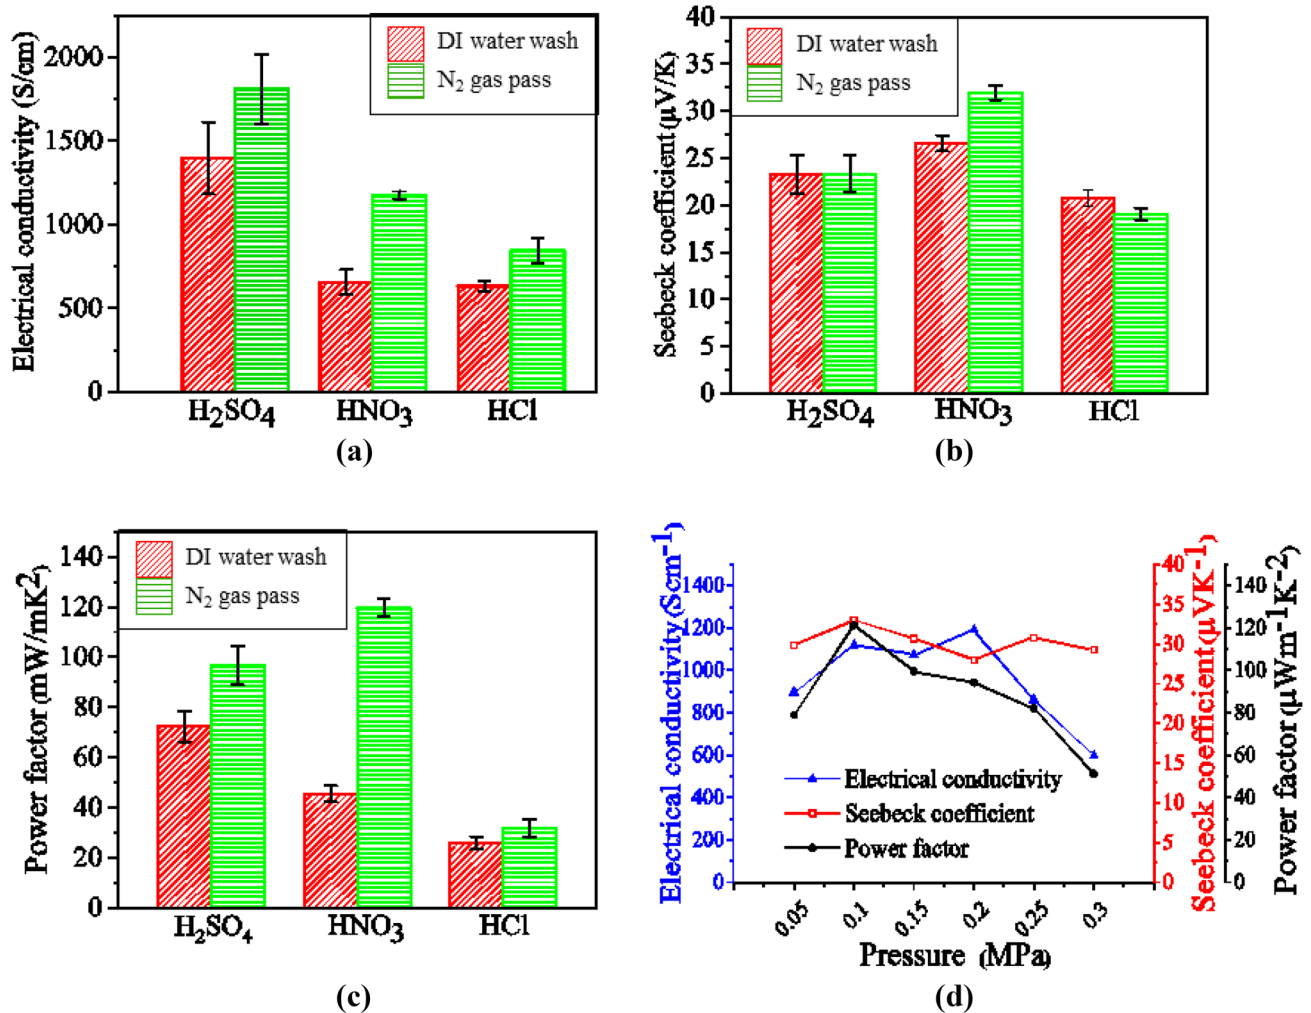 Electrical conductivity (S/cm)
2000
1500
1000
500
0
DI water wash
N₂ gas pass
H₂SO₄ HNO₃ HCl
(a)
Seebeck coefficient (µV/K)
40
35
30
25
20
15
10
5
0
DI water wash
N₂ gas pass
H₂SO₄ HNO₃ HCl
(b)
Power factor (mW/mK2)
140
120
100
80
60
40
20
0
DI water wash
N₂ gas pass
H₂SO₄ HNO₃ HCl
(c)
Electrical conductivity (Scm-1)
1400
1200
1000
800
600
400
200
0
Seebeck coefficient (µVK-1)
40
35
30
25
20
15
10
5
0
Power factor (µWm-1K-2)
140
120
100
80
60
40
20
0
Electrical conductivity
Seebeck coefficient
Power factor
0.05 0.1 0.15 0.2 0.25 0.3
Pressure (MPa)
(d)